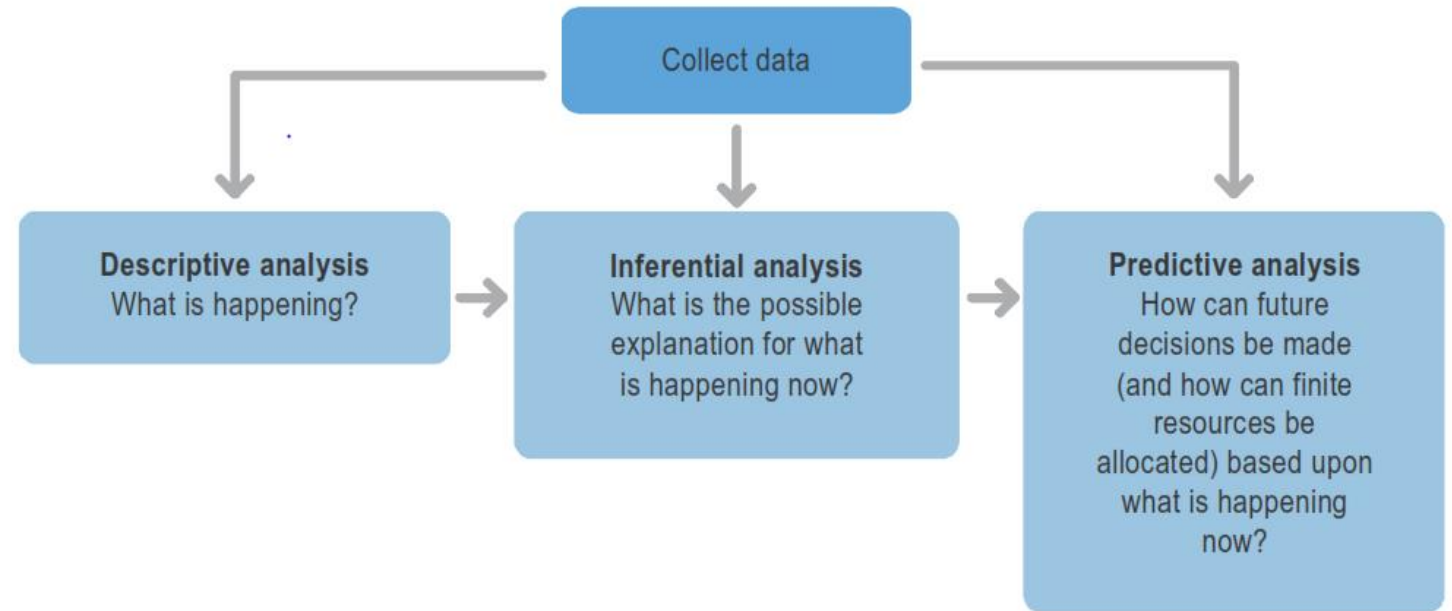 Collect data
Descriptive analysis
What is happening?
Inferential analysis
What is the possible
explanation for what
is happening now?
Predictive analysis
How can future
decisions be made
(and how can finite
resources be
allocated) based upon
what is happening
now?